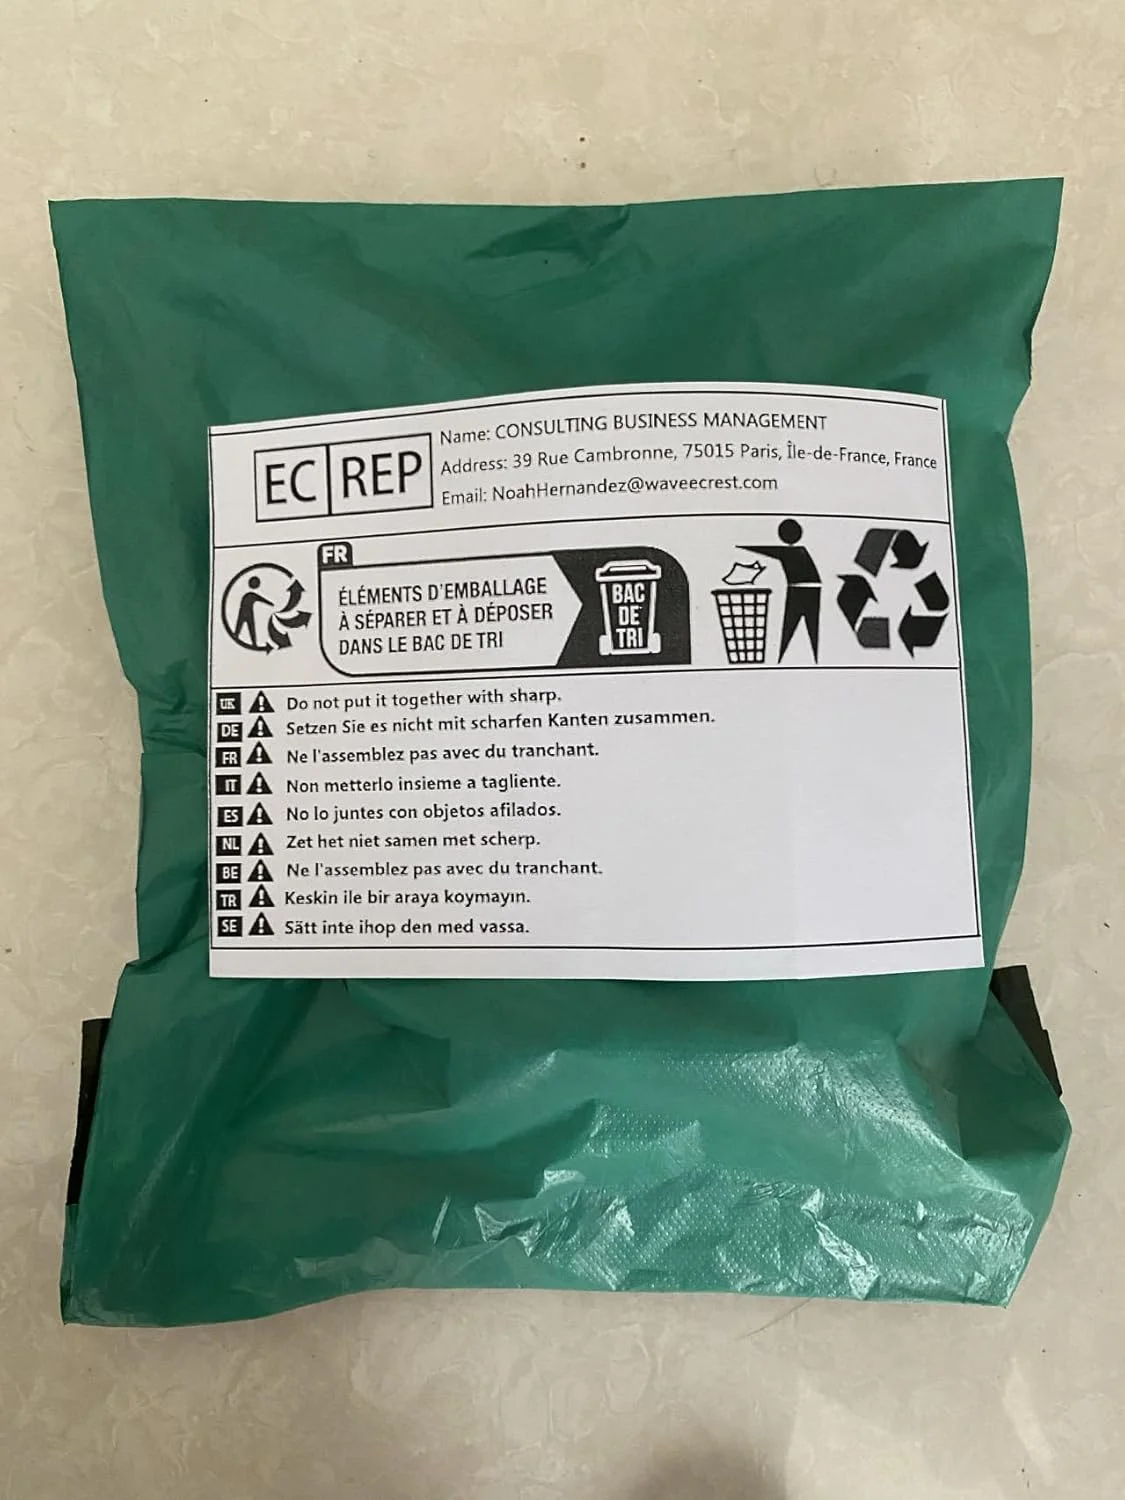 EC REP
Name: CONSULTING BUSINESS MANAGEMENT
Address: 39 Rue Cambronne, 75015 Paris, Île-de-France, France
Email: NoahHernandez@waveecrest.com
FR
ÉLÉMENTS D'EMBALLAGE
À SÉPARER ET À DÉPOSER
DANS LE BAC DE TRI
BAC
DE
TRI
UK Do not put it together with sharp.
DE Setzen Sie es nicht mit scharfen Kanten zusammen.
FR Ne l'assemblez pas avec du tranchant.
IT Non metterlo insieme a tagliente.
ES No lo juntes con objetos afilados.
NL Zet het niet samen met scherp.
BE Ne l'assemblez pas avec du tranchant.
TR Keskin ile bir araya koymayın.
SE Sätt inte ihop den med vassa.